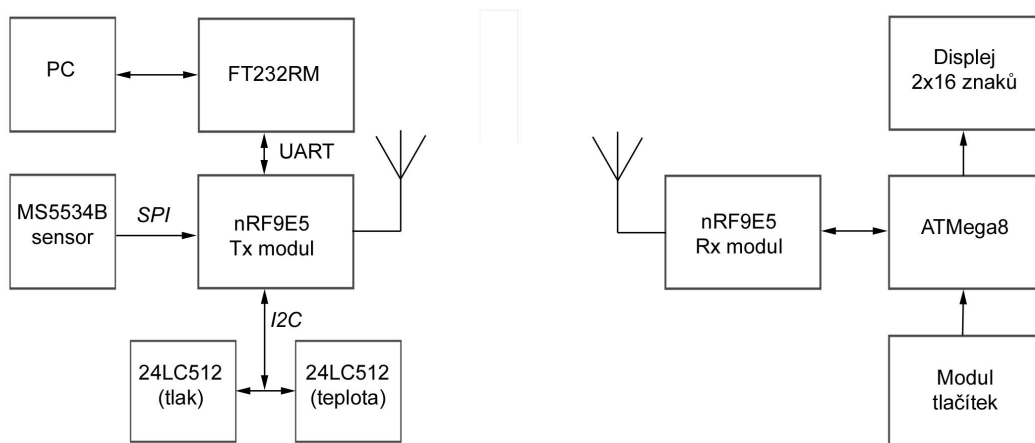 PC
FT232RM
UART
MS5534B
sensor
SPI
nRF9E5
Tx modul
I2C
24LC512
(tlak)
24LC512
(teplota)
Displej
2x16 znaků
nRF9E5
Rx modul
ATMega8
Modul
tlačítek